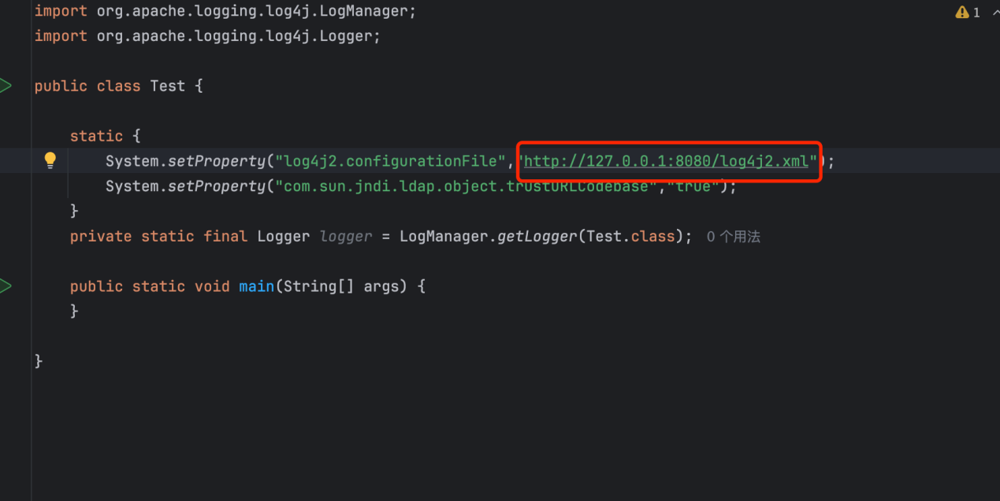 import org.apache.logging.log4j.LogManager;
import org.apache.logging.log4j.Logger;
1
public class Test {
static {
System.setProperty("log4j2.configurationFile","http://127.0.0.1:8080/log4j2.xml");
System.setProperty("com.sun.jndi.ldap.object.trustURLCodebase","true");
}
private static final Logger logger = LogManager.getLogger(Test.class); 0 个用法
public static void main(String[] args) {
}
}